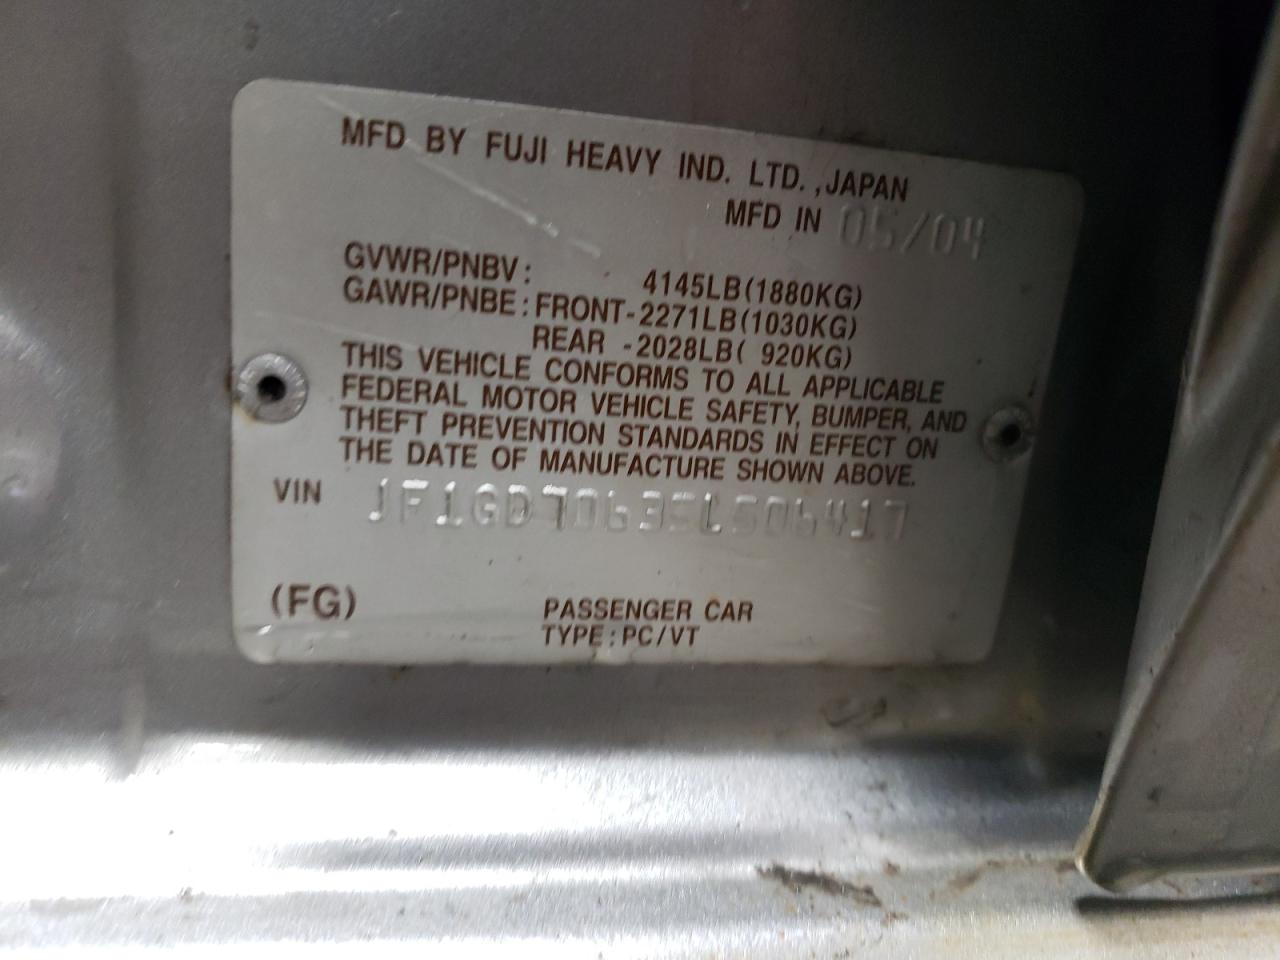 MFD BY FUJI HEAVY IND. LTD.,JAPAN
MFD IN 05/04
GVWR/PNBV: 4145LB(1880KG)
GAWR/PNBE:FRONT-2271LB(1030KG)
REAR -2028LB( 920KG)
THIS VEHICLE CONFORMS TO ALL APPLICABLE
FEDERAL MOTOR VEHICLE SAFETY, BUMPER, AND
THEFT PREVENTION STANDARDS IN EFFECT ON
THE DATE OF MANUFACTURE SHOWN ABOVE.
VIN JF1GD70635L506417
(FG) PASSENGER CAR
TYPE:PC/VT